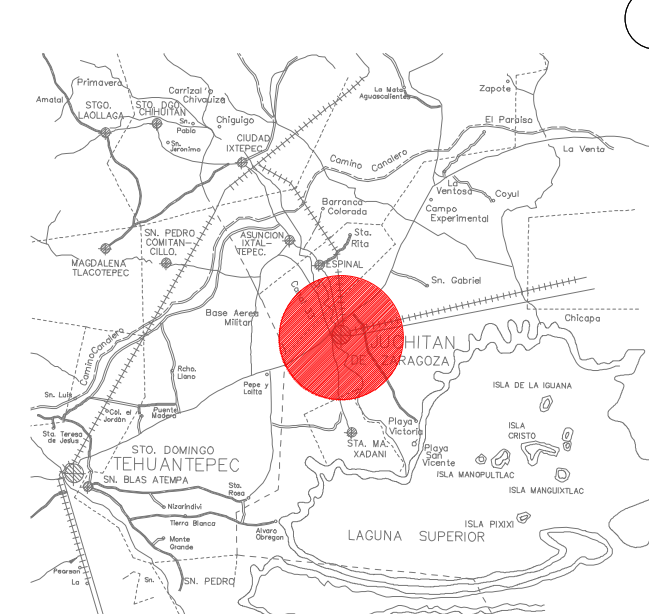 Primavera
Amatal
STGO.
LAOLLAGA
STO. DGO.
CHIHUITAN
Carrizal
Chivauiza
Sn.
Pablo
Chiguigo
Sn.
Jeronimo
CIUDAD
IXTEPEC
La Mata
Aguascalientes
Zapote
El Paraiso
La Venta
Camino Canalero
La
Ventosa
Coyul
Campo
Experimental
Barranca
Colorada
Sta.
Rita
SN. PEDRO
COMITAN-
CILLO.
ASUNCION
IXTAL-
TEPEC.
MAGDALENA
TLACOTEPEC
ESPINAL
Sn. Gabriel
Base Aerea
Militar
Chicapa
JUCHITAN
DE ZARAGOZA
Camino Canalero
Rcho.
Llano
Pepe y
Lolita
Sn. Luis
Col. el
Jordán
Puente
Madera
Sta. Teresa
de Jesus
ISLA DE LA IGUANA
ISLA
CRISTO
Playa
Victoria
STA. MA.
XADANI
Playa
San
Vicente
ISLA MANOPULTLAC
ISLA MANGUIXTLAC
STO. DOMINGO
TEHUANTEPEC
SN. BLAS ATEMPA
Sta.
Rosa
Nizarindivi
Tierra Blanca
Alvaro
Obregon
ISLA PIXIXI
LAGUNA SUPERIOR
Monte
Grande
Pearson
La
Sn.
SN. PEDRO